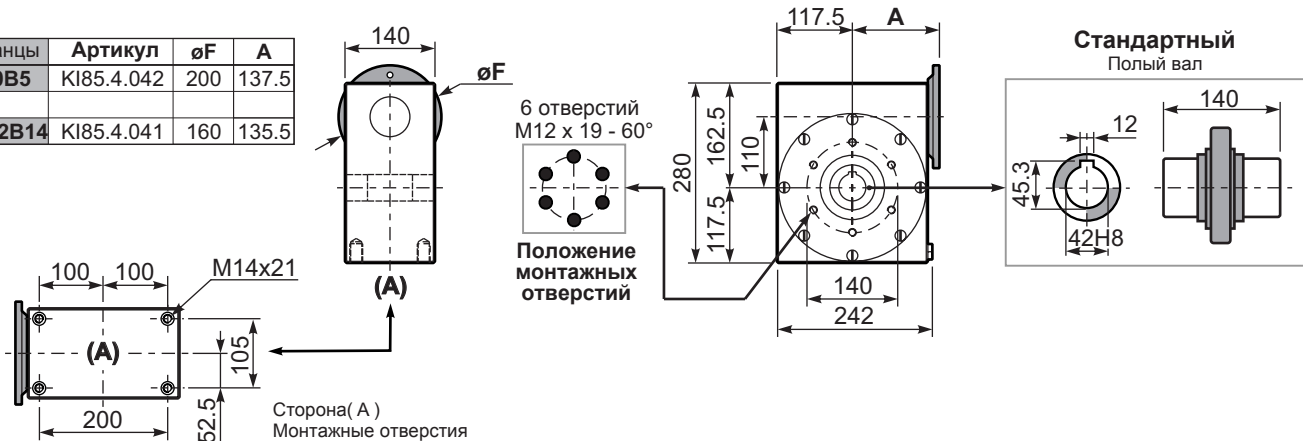 Артикул øF A
KI85.4.042 200 137.5
KI85.4.041 160 135.5
140
øF
(A)
6 отверстий
M12 x 19 - 60°
Положение
монтажных
отверстий
117.5 A
280
162.5
110
117.5
140
242
Стандартный
Полый вал
140
12
45.3
42H8
100 100 M14x21
(A)
105
52.5
200
Сторона( A )
Монтажные отверстия